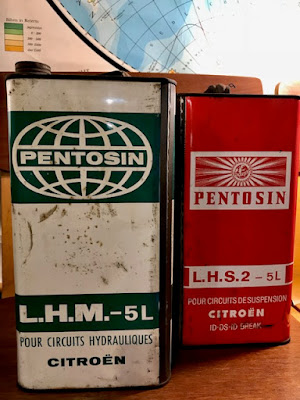 PENTOSIN
L.H.M.-5L
POUR CIRCUITS HYDRAULIQUES
CITROËN
PENTOSIN
L.H.S.2-5L
POUR CIRCUITS DE SUSPENSION
CITROËN
ID-DS-ID BREAK